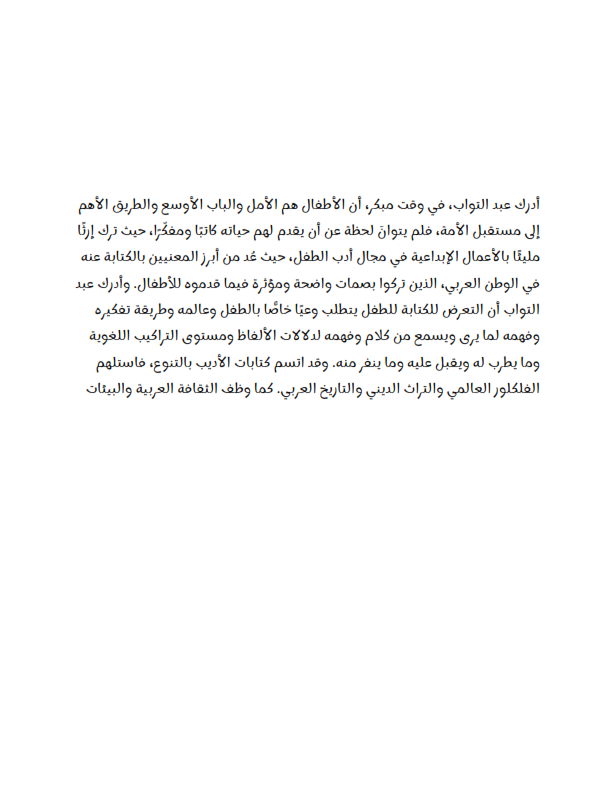 أدرك عبد التواب، في وقت مبكر، أن الأطفال هم الأمل والباب الأوسع والطريق الأهم
إلى مستقبل الأمة، فلم يتوانَ لحظة عن أن يقدم لهم حياته كاتبًا ومفكّرًا، حيث ترك إرثًا
مليئًا بالأعمال الإبداعية في مجال أدب الطفل، حيث عُد من أبرز المعنيين بالكتابة عنه
في الوطن العربي، الذين تركوا بصمات واضحة ومؤثرة فيما قدموه للأطفال. وأدرك عبد
التواب أن التعرض للكتابة للطفل يتطلب وعيًا خاصًّا بالطفل وعالمه وطريقة تفكيره
وفهمه لما يرى ويسمع من كلام وفهمه لدلالات الألفاظ ومستوى التراكيب اللغوية
وما يطرب له ويقبل عليه وما ينفر منه. وقد اتسم كتابات الأديب بالتنوع، فاستلهم
الفلكلور العالمي والتراث الديني والتاريخ العربي. كما وظف الثقافة العربية والبيئات